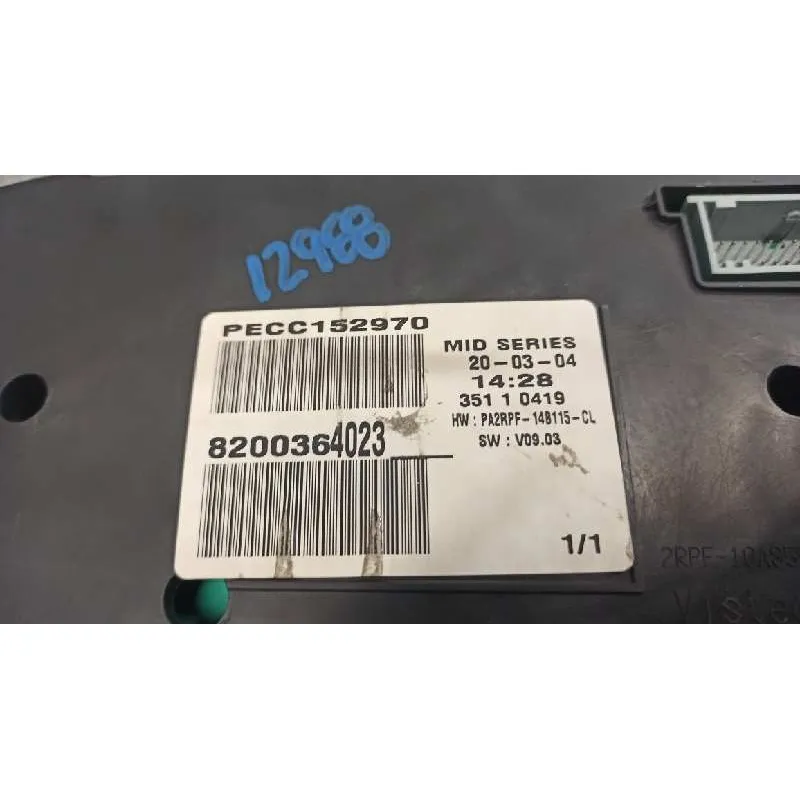 12988
PECC152970
MID SERIES
20-03-04
14:28
351 1 0419
HW : PA2RPF-14B115-CL
SW : V09.03
8200364023
1/1